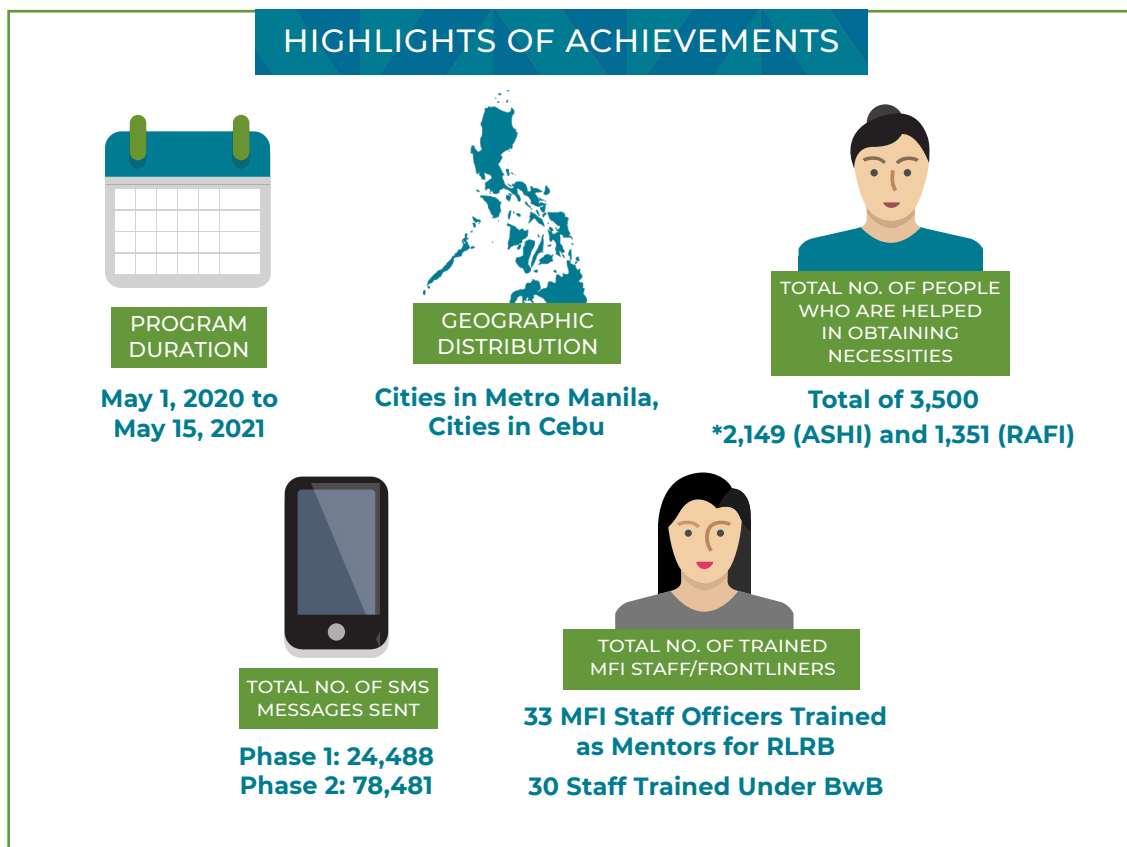 HIGHLIGHTS OF ACHIEVEMENTS
PROGRAM
DURATION
May 1, 2020 to
May 15, 2021
GEOGRAPHIC
DISTRIBUTION
Cities in Metro Manila,
Cities in Cebu
TOTAL NO. OF PEOPLE
WHO ARE HELPED
IN OBTAINING
NECESSITIES
Total of 3,500
*2,149 (ASHI) and 1,351 (RAFI)
TOTAL NO. OF SMS
MESSAGES SENT
Phase 1: 24,488
Phase 2: 78,481
TOTAL NO. OF TRAINED
MFI STAFF/FRONTLINERS
33 MFI Staff Officers Trained
as Mentors for RLRB
30 Staff Trained Under BwB